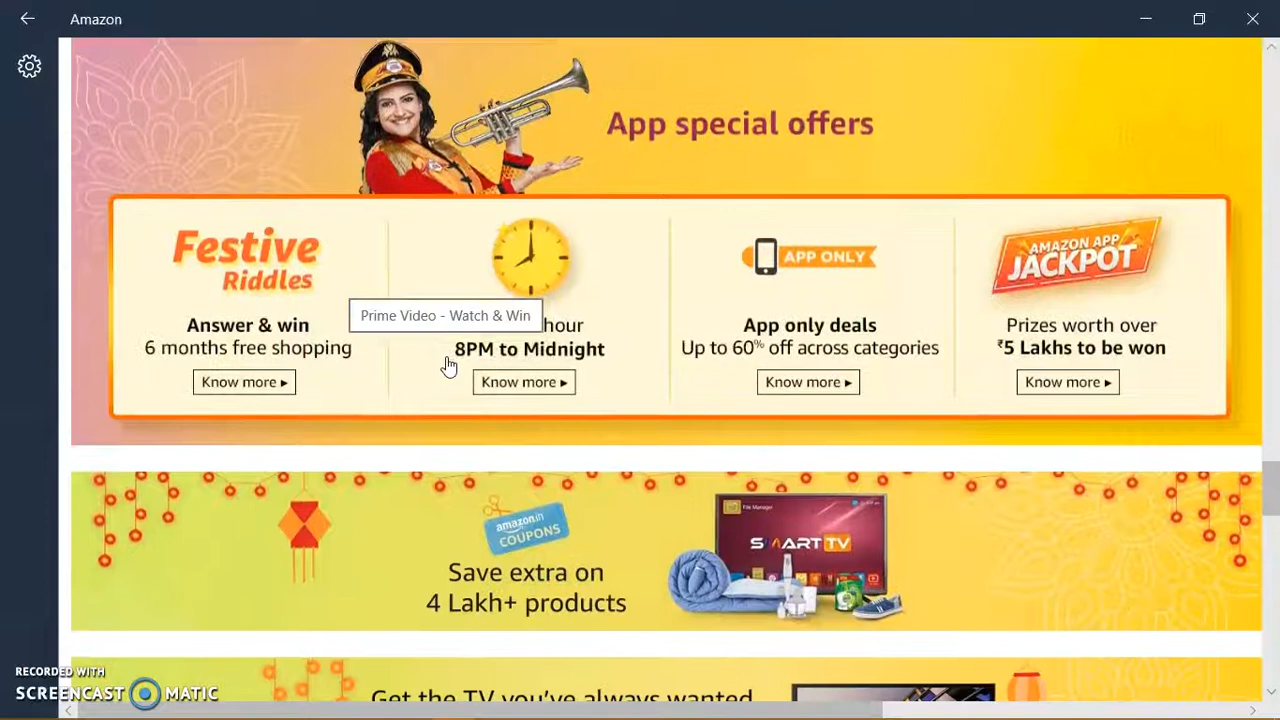 Amazon
App special offers
Festive
Riddles
Answer & win
6 months free shopping
Know more ▸
Prime Video - Watch & Win
hour
8PM to Midnight
Know more ▸
APP ONLY
App only deals
Up to 60% off across categories
Know more ▸
AMAZON APP
JACKPOT
Prizes worth over
₹5 Lakhs to be won
Know more ▸
amazon.in
COUPONS
Save extra on
4 Lakh+ products
File Manager
SMART TV
Get the TV you've always wanted
RECORDED WITH
SCREENCAST MATIC